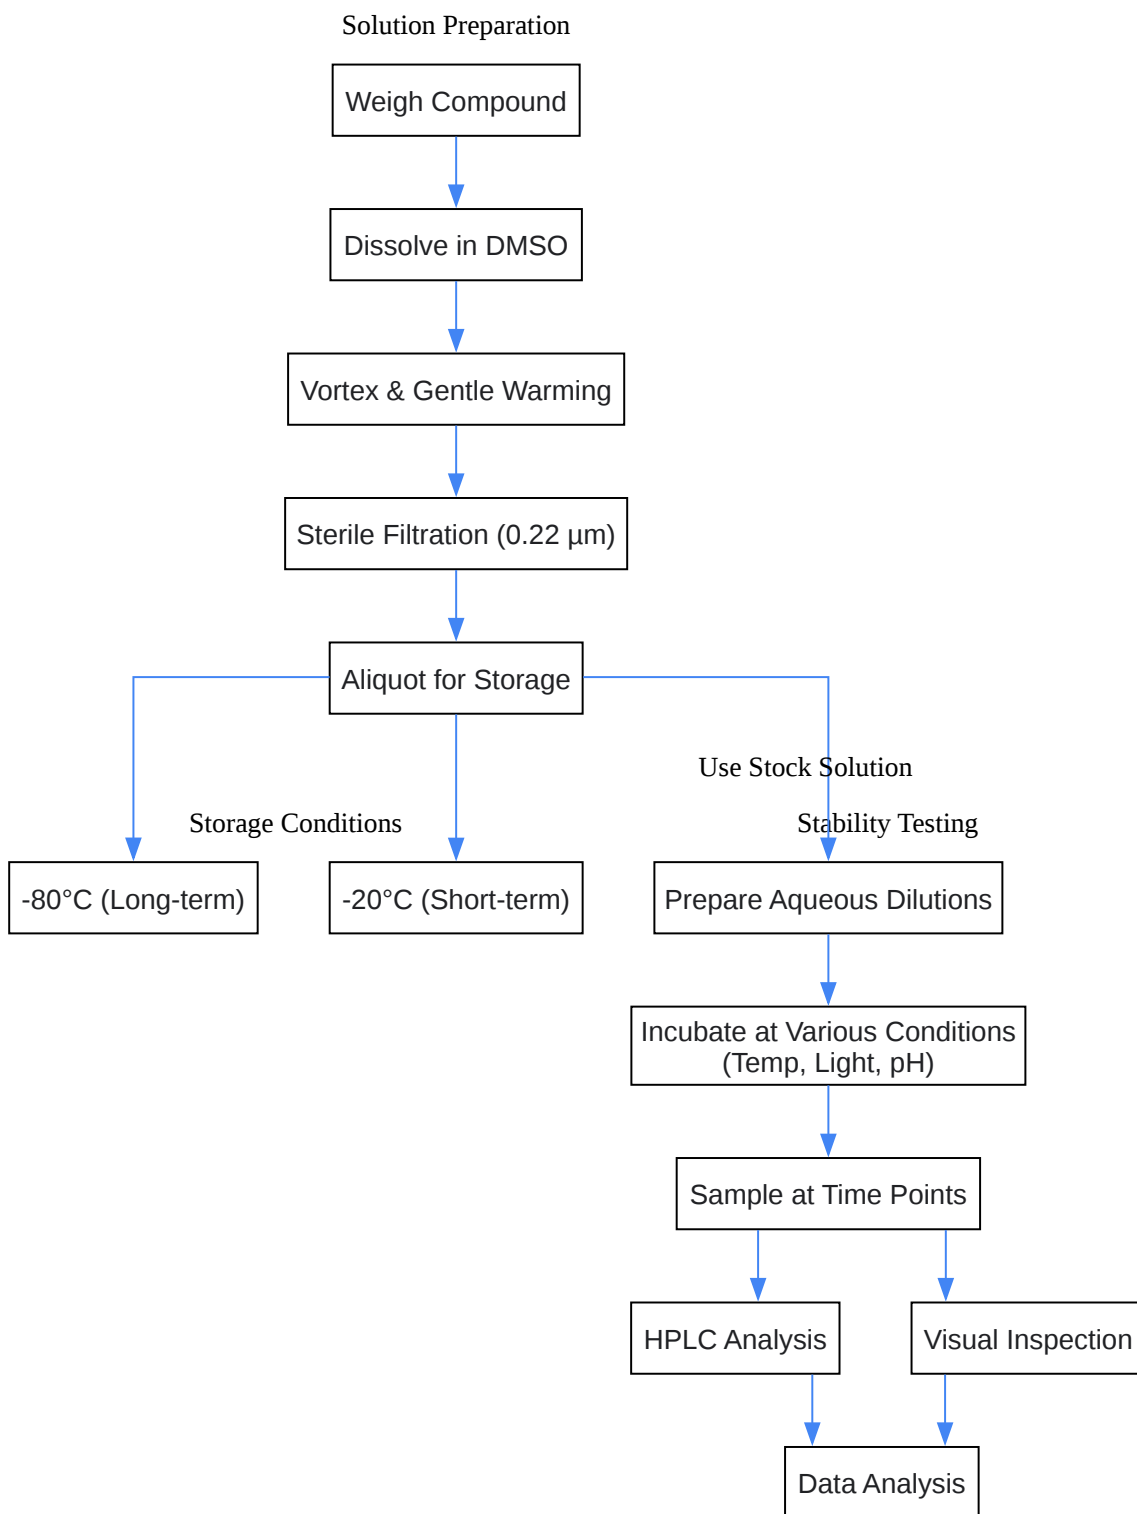 Solution Preparation
Weigh Compound
Dissolve in DMSO
Vortex & Gentle Warming
Sterile Filtration (0.22 µm)
Aliquot for Storage
Use Stock Solution
Storage Conditions
Stability Testing
-80°C (Long-term)
-20°C (Short-term)
Prepare Aqueous Dilutions
Incubate at Various Conditions
(Temp, Light, pH)
Sample at Time Points
HPLC Analysis
Visual Inspection
Data Analysis